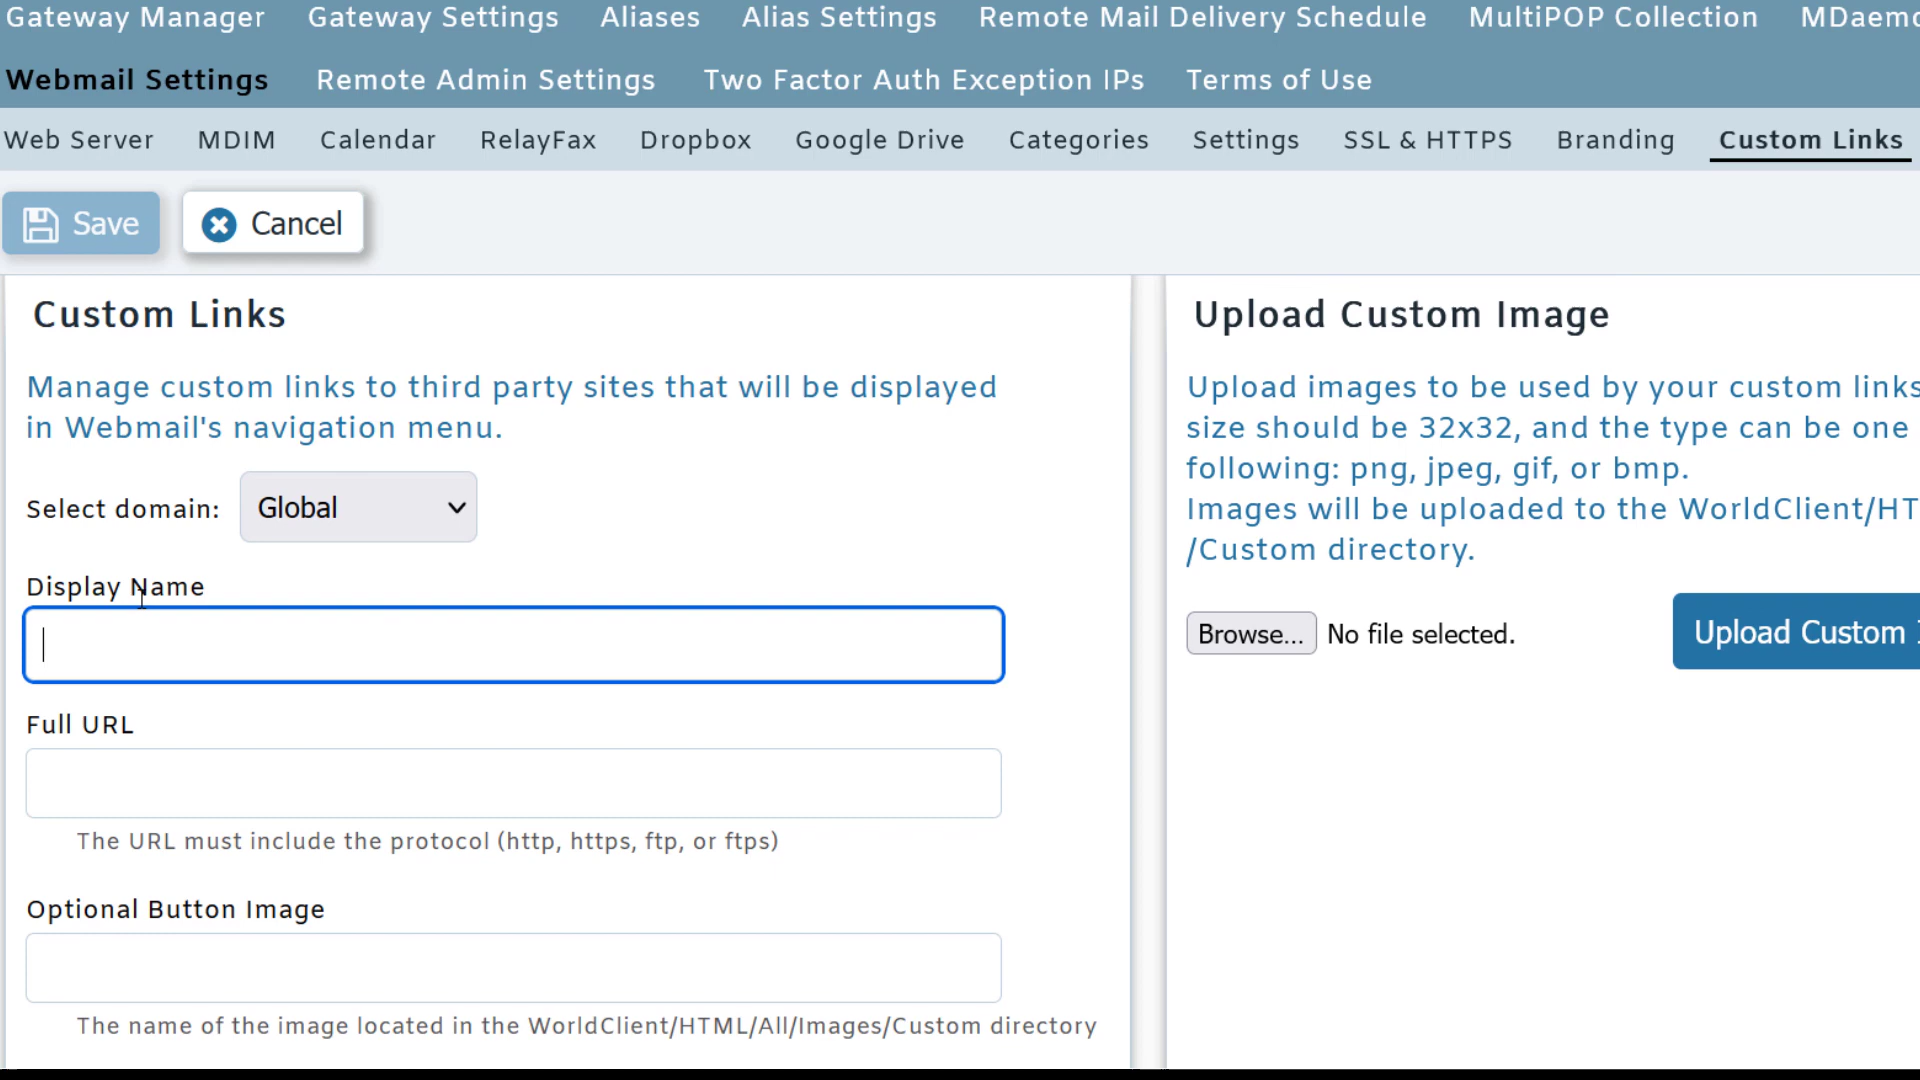 Gateway Manager Gateway Settings Aliases Alias Settings Remote Mail Delivery Schedule MultiPOP Collection
Webmail Settings Remote Admin Settings Two Factor Auth Exception IPs Terms of Use
Web Server MDIM Calendar RelayFax Dropbox Google Drive Categories Settings SSL & HTTPS Branding Custom Links
Save Cancel
Custom Links
Manage custom links to third party sites that will be displayed
in Webmail's navigation menu.
Select domain: Global
Display Name
Full URL
The URL must include the protocol (http, https, ftp, or ftps)
Optional Button Image
The name of the image located in the WorldClient/HTML/All/Images/Custom directory
Upload Custom Image
Upload images to be used by your custom links
size should be 32x32, and the type can be one
following: png, jpeg, gif, or bmp.
Images will be uploaded to the WorldClient/HT
/Custom directory.
Browse... No file selected. Upload Custom